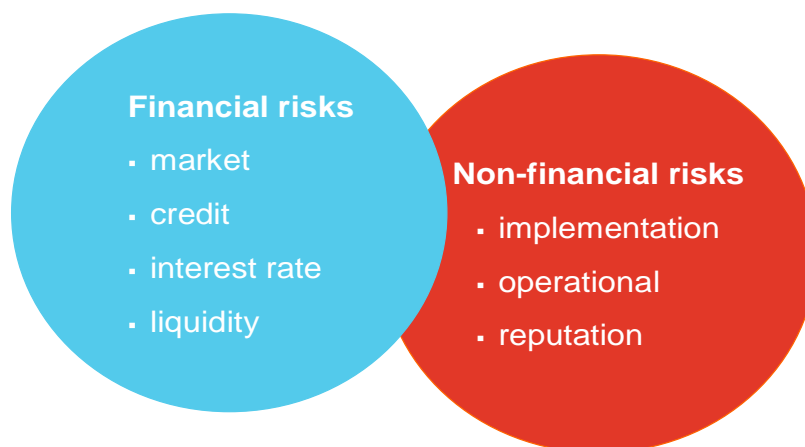 Financial risks
▪ market
▪ credit
▪ interest rate
▪ liquidity
Non-financial risks
▪ implementation
▪ operational
▪ reputation